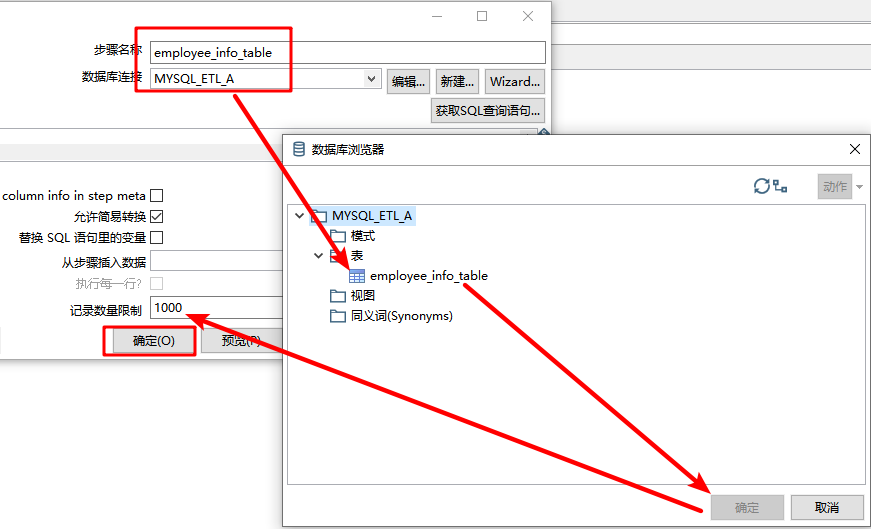 步骤名称 employee_info_table
数据库连接 MYSQL_ETL_A 编辑... 新建... Wizard...
获取SQL查询语句...
column info in step meta
允许简易转换
替换 SQL 语句里的变量
从步骤插入数据
执行每一行?
记录数量限制 1000
确定(O) 预览(P)
数据库浏览器
动作
MYSQL_ETL_A
模式
表
employee_info_table
视图
同义词(Synonyms)
确定 取消